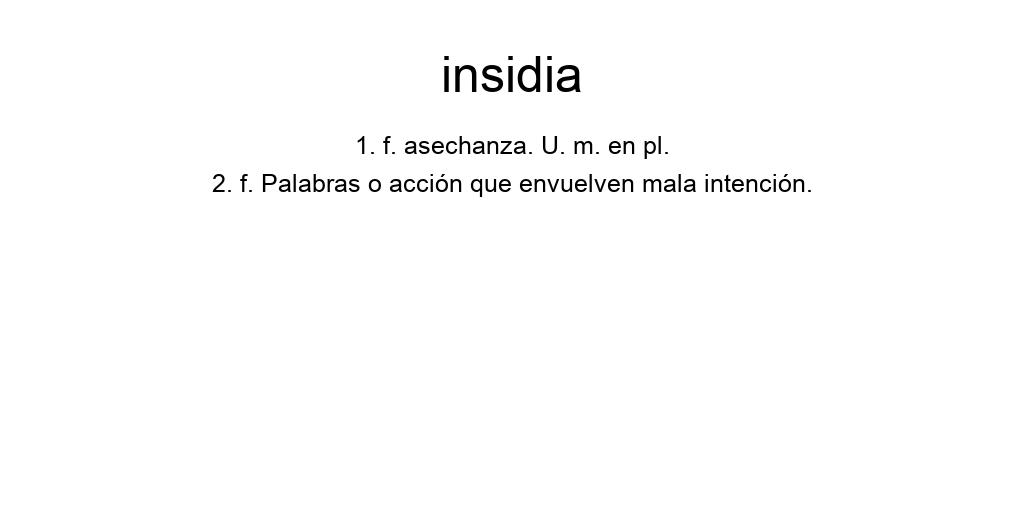 insidia
1. f. asechanza. U. m. en pl.
2. f. Palabras o acción que envuelven mala intención.